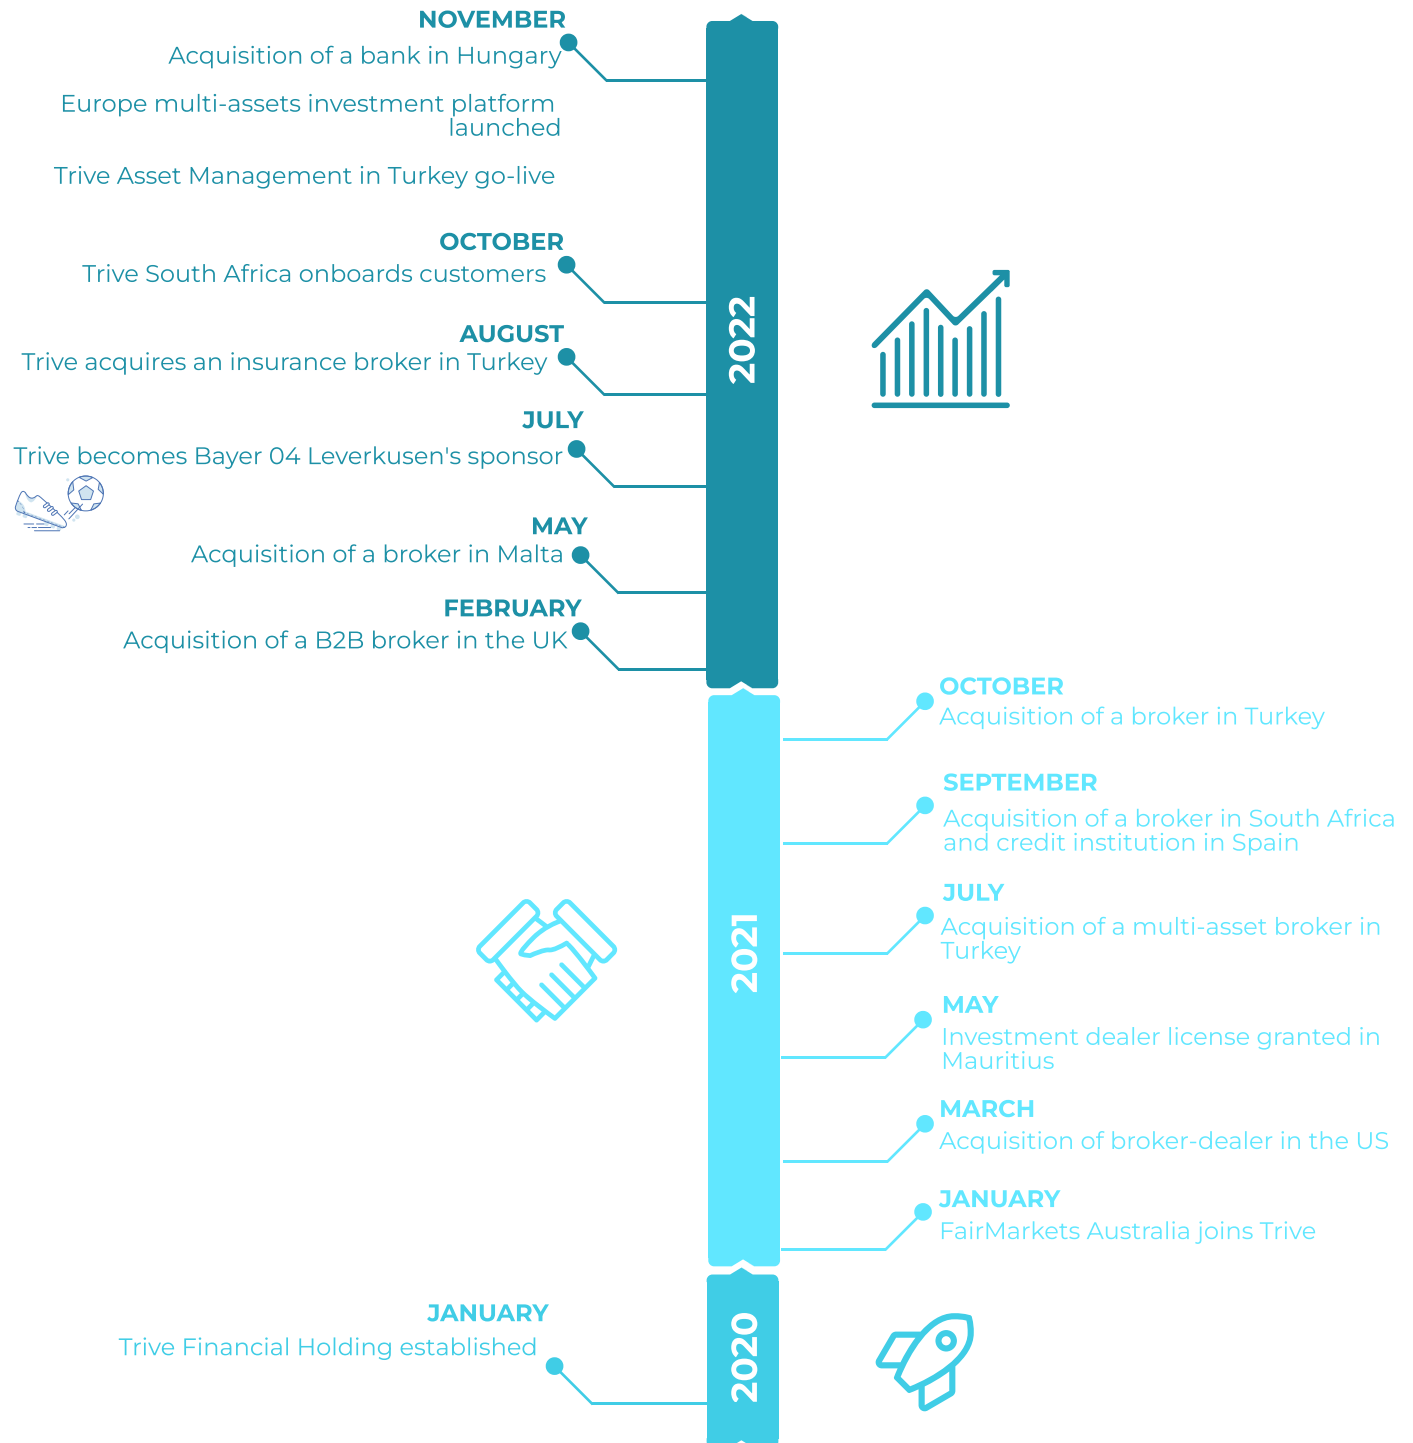 NOVEMBER
Acquisition of a bank in Hungary
Europe multi-assets investment platform
launched
Trive Asset Management in Turkey go-live
OCTOBER
Trive South Africa onboards customers
AUGUST
Trive acquires an insurance broker in Turkey
JULY
Trive becomes Bayer 04 Leverkusen's sponsor
MAY
Acquisition of a broker in Malta
FEBRUARY
Acquisition of a B2B broker in the UK
2022
OCTOBER
Acquisition of a broker in Turkey
SEPTEMBER
Acquisition of a broker in South Africa
and credit institution in Spain
JULY
Acquisition of a multi-asset broker in
Turkey
MAY
Investment dealer license granted in
Mauritius
MARCH
Acquisition of broker-dealer in the US
JANUARY
FairMarkets Australia joins Trive
2021
JANUARY
Trive Financial Holding established
2020